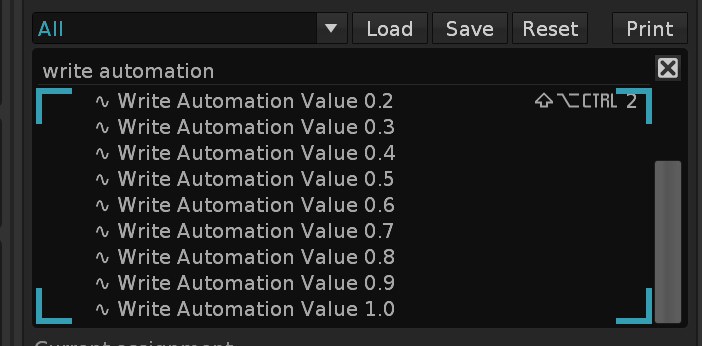 All Load Save Reset Print
write automation
∿ Write Automation Value 0.2 ⇧⌥CTRL 2
∿ Write Automation Value 0.3
∿ Write Automation Value 0.4
∿ Write Automation Value 0.5
∿ Write Automation Value 0.6
∿ Write Automation Value 0.7
∿ Write Automation Value 0.8
∿ Write Automation Value 0.9
∿ Write Automation Value 1.0
Current assignment